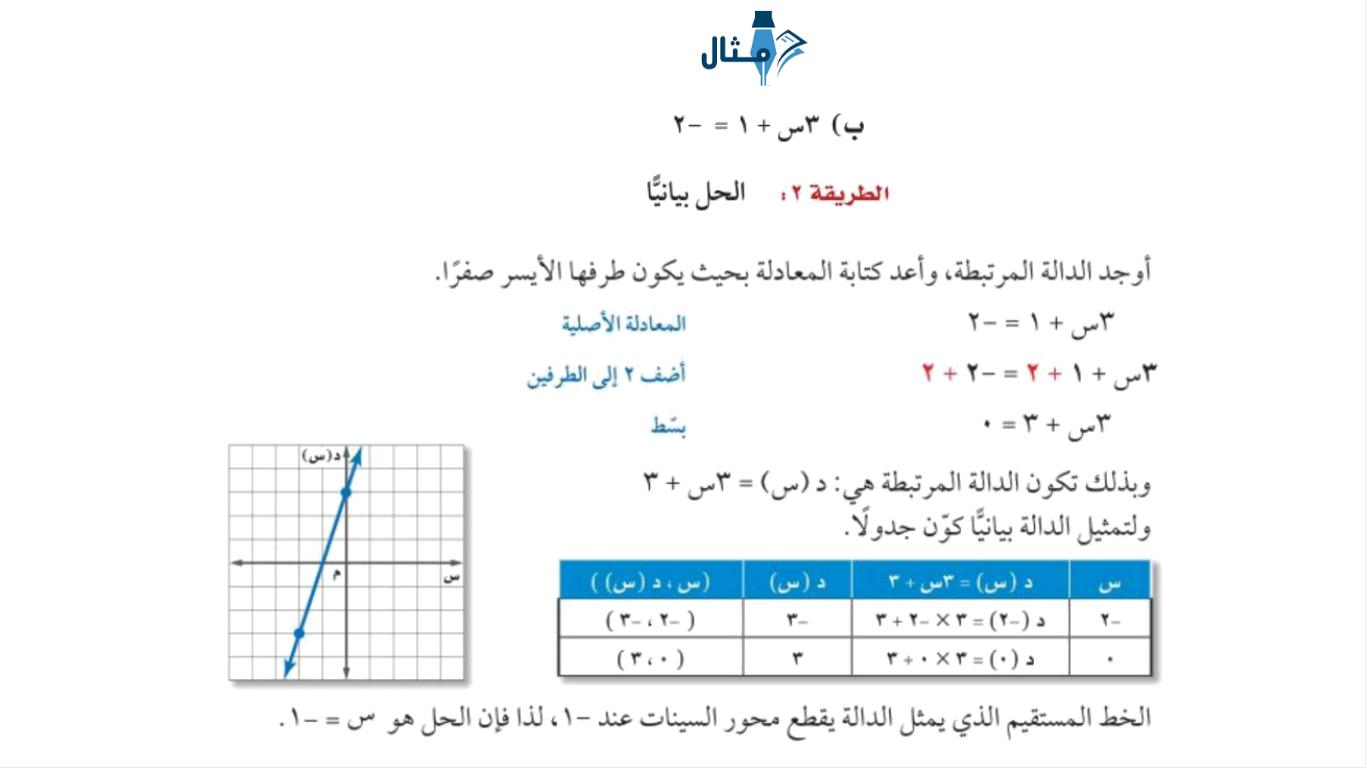 مثال
ب) ٣س + ١ = –٢
الطريقة ٢: الحل بيانيًّا
أوجد الدالة المرتبطة، وأعد كتابة المعادلة بحيث يكون طرفها الأيسر صفرًا.
٣س + ١ = –٢ المعادلة الأصلية
٣س + ١ + ٢ = –٢ + ٢ أضف ٢ إلى الطرفين
٣س + ٣ = ٠ بسّط
وبذلك تكون الدالة المرتبطة هي: د (س) = ٣س + ٣
ولتمثيل الدالة بيانيًّا كوّن جدولًا.
س د (س) = ٣س + ٣ د (س) (س ، د (س) )
–٢ د (–٢) = ٣ × –٢ + ٣ –٣ ( –٢ ، –٣ )
٠ د (٠) = ٣ × ٠ + ٣ ٣ ( ٠ ، ٣ )
د(س)
م
س
الخط المستقيم الذي يمثل الدالة يقطع محور السينات عند –١، لذا فإن الحل هو س = –١.